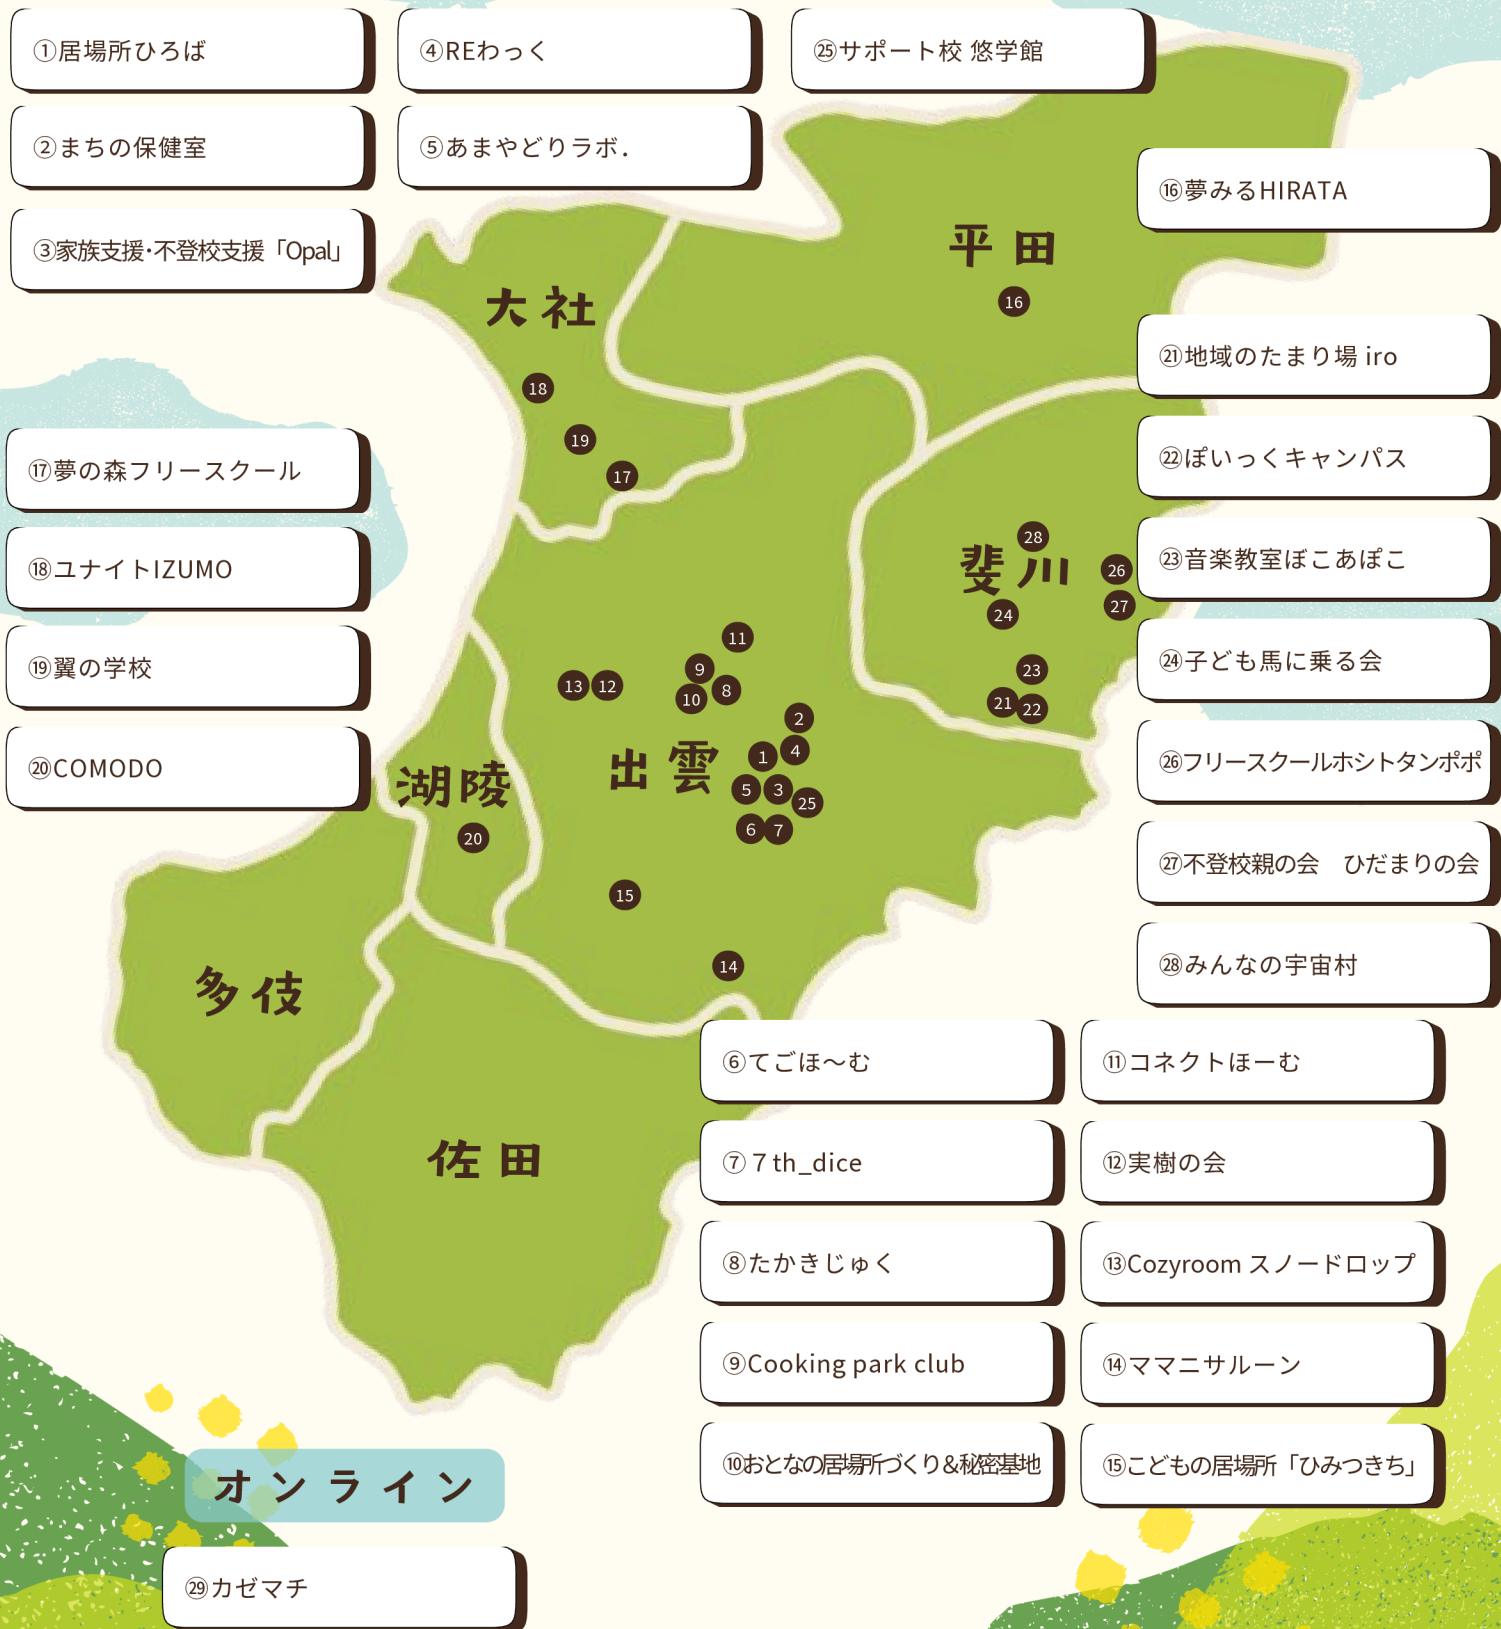 ①居場所ひろば
②まちの保健室
③家族支援・不登校支援「Opal」
④REわっく
⑤あまやどりラボ．
㉕サポート校 悠学館
⑯夢みるHIRATA
平田
16
大社
18
19
17
⑰夢の森フリースクール
⑱ユナイトIZUMO
⑲翼の学校
⑳COMODO
㉑地域のたまり場 iro
㉒ぽいっくキャンパス
㉓音楽教室ぼこあぽこ
㉔子ども馬に乗る会
㉖フリースクールホシトタンポポ
㉗不登校親の会　ひだまりの会
㉘みんなの宇宙村
斐川
28
26
27
24
23
21
22
出雲
11
9
13
12
10
8
2
1
4
5
3
25
6
7
15
14
湖陵
20
多伎
佐田
⑥てごほ～む
⑦７th_dice
⑧たかきじゅく
⑨Cooking park club
⑩おとなの居場所づくり＆秘密基地
⑪コネクトほーむ
⑫実樹の会
⑬Cozyroom スノードロップ
⑭ママニサルーン
⑮こどもの居場所「ひみつきち」
オンライン
㉙カゼマチ